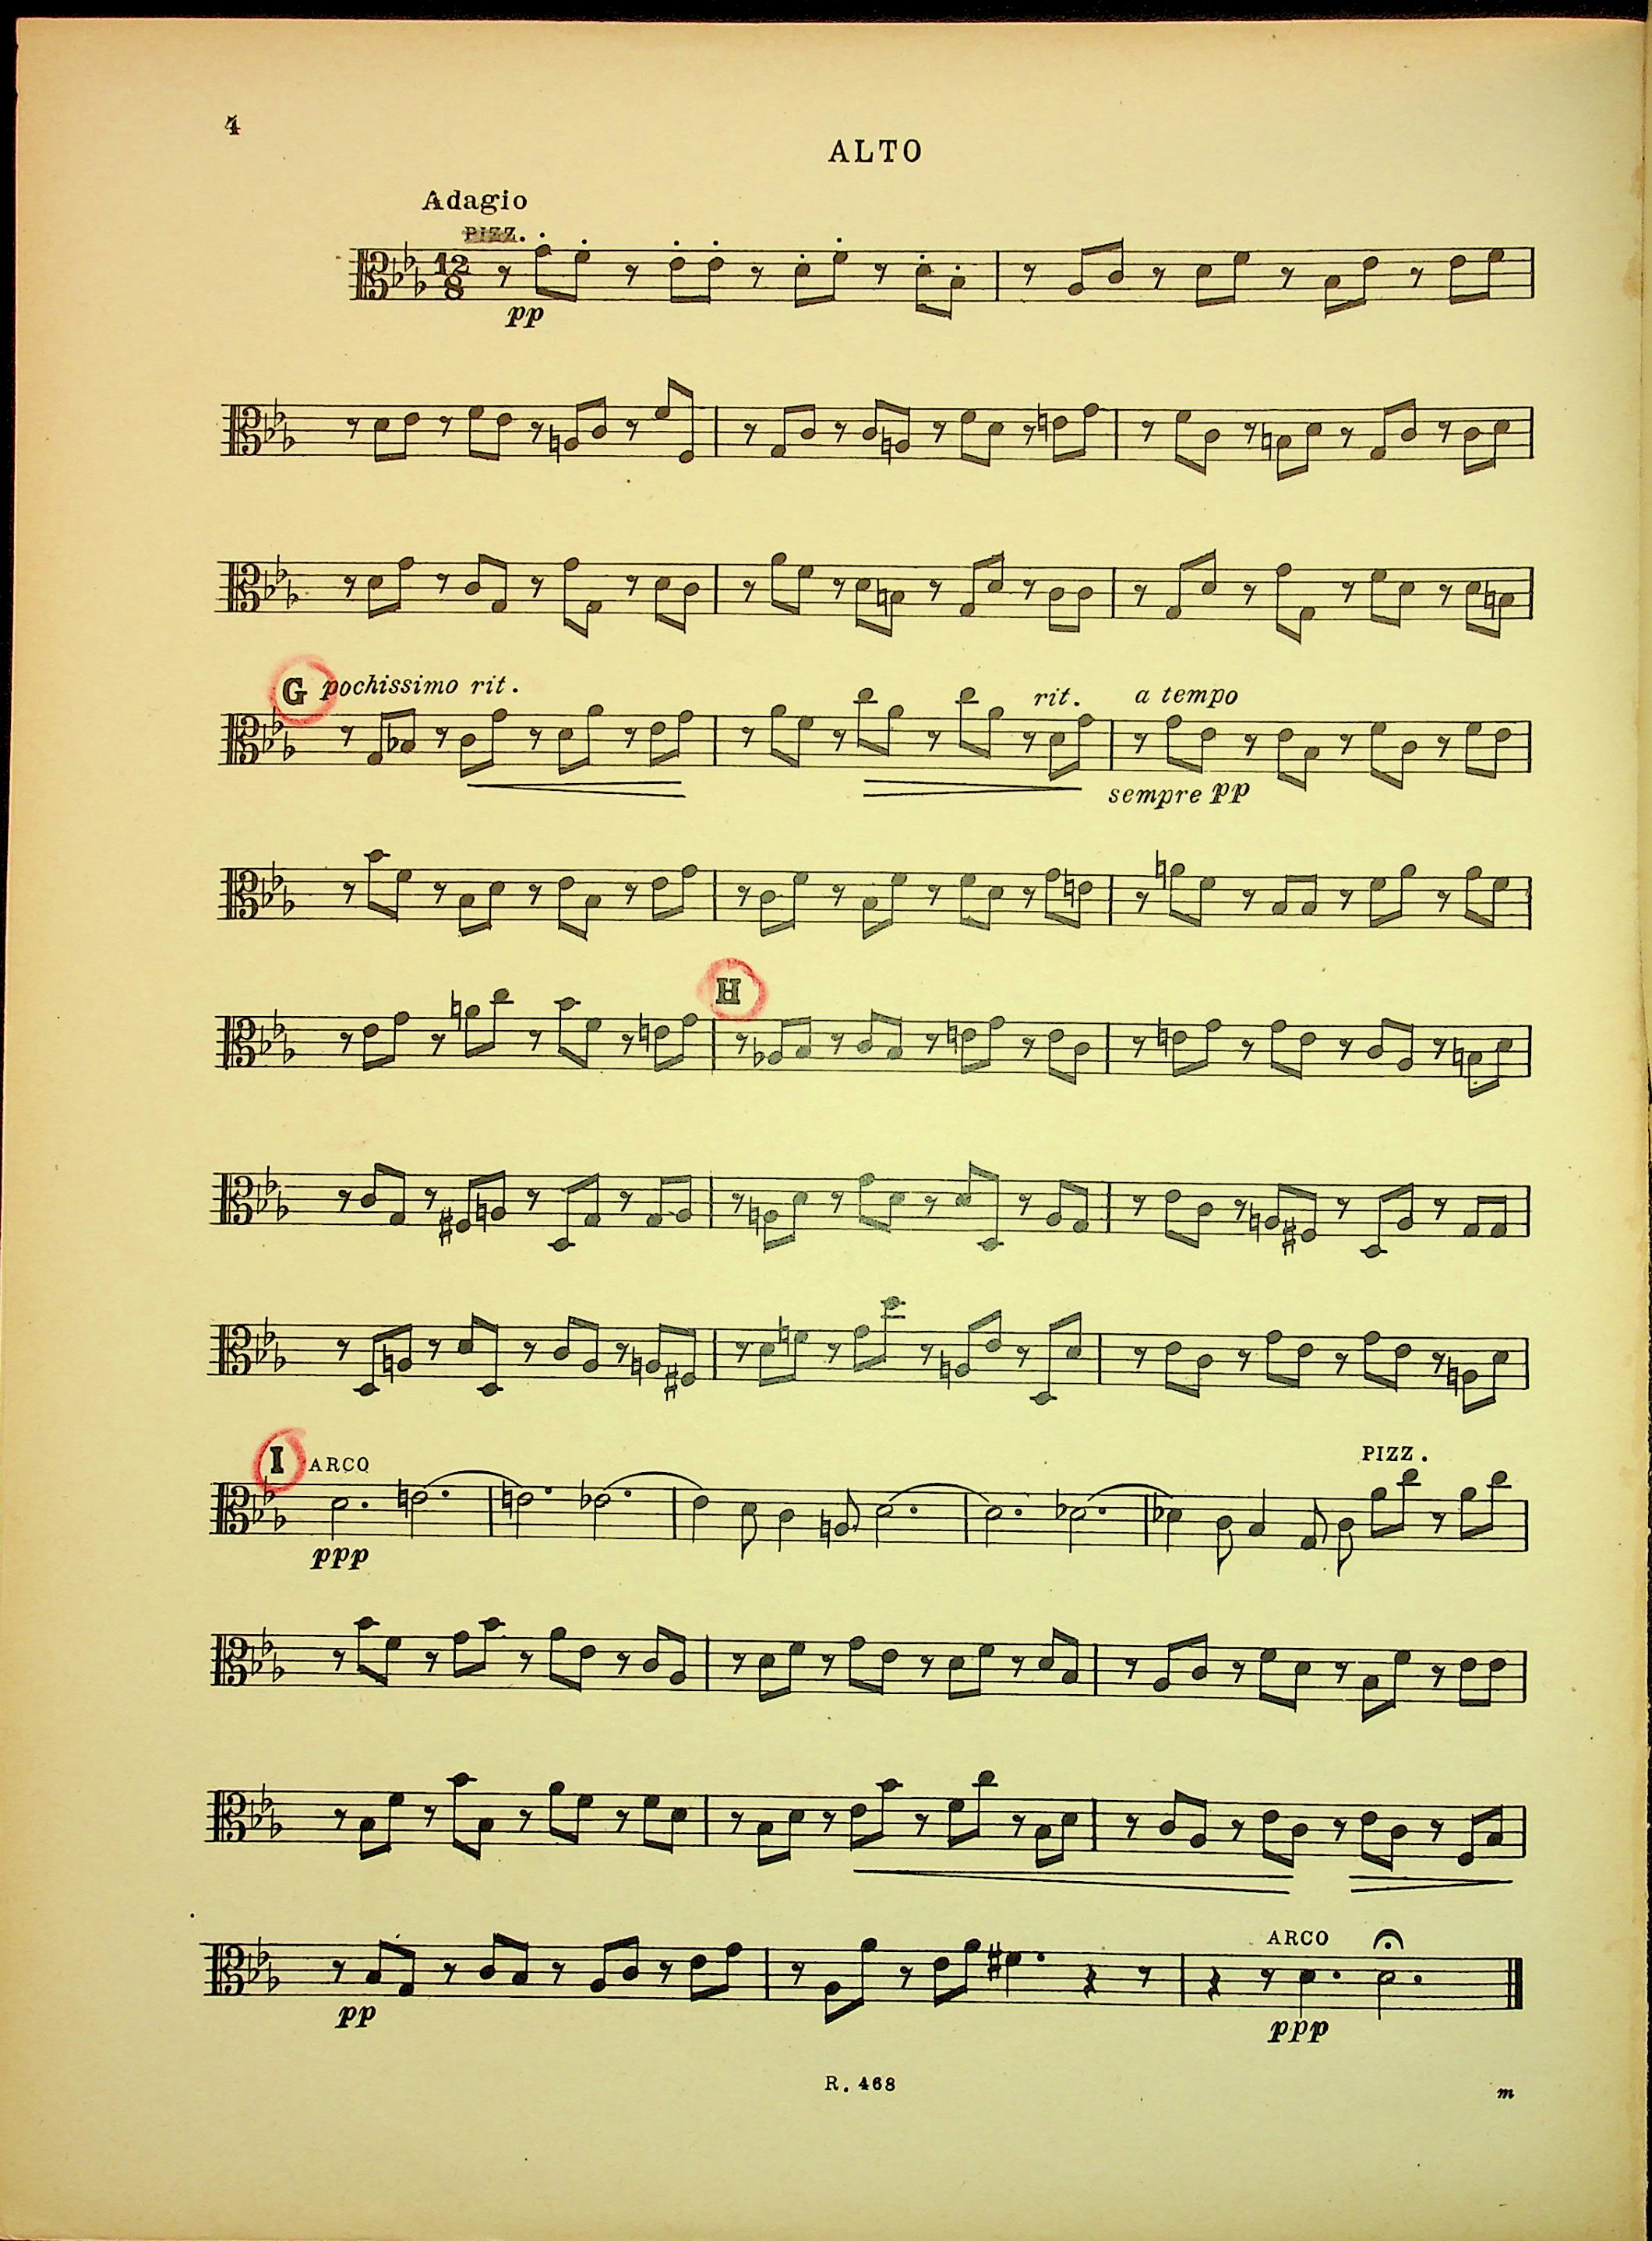 4
ALTO
Adagio
PIZZ.
12
8
pp
G pochissimo rit. rit. a tempo
sempre pp
H
I ARCO PIZZ.
ppp
pp
ARCO
ppp
R. 468
m